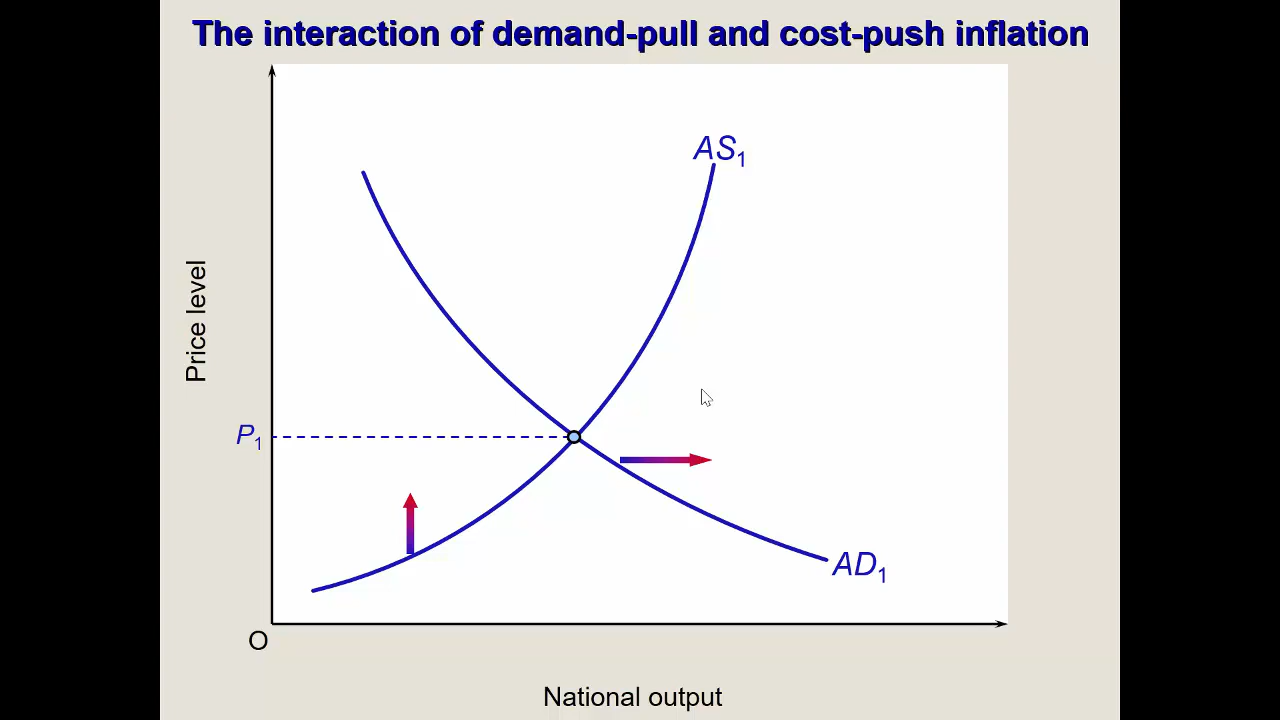 The interaction of demand-pull and cost-push inflation
AS₁
Price level
P₁
AD₁
O
National output